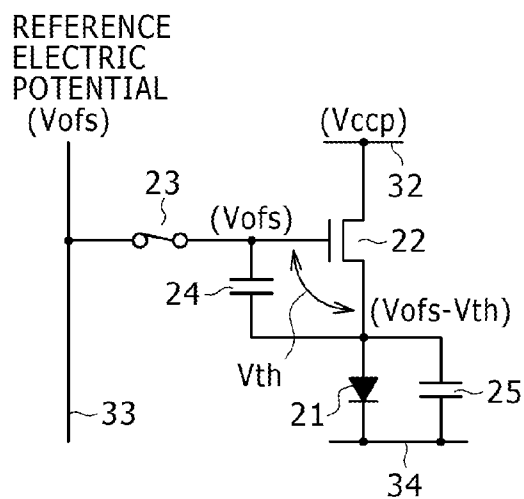 REFERENCE
ELECTRIC
POTENTIAL
(Vofs)
(Vccp)
23
32
(Vofs)
22
24
(Vofs-Vth)
Vth
21
25
33
34